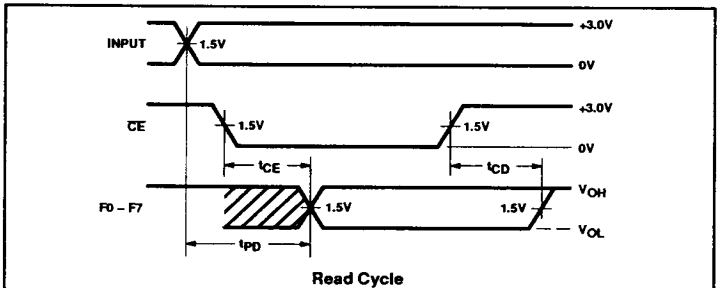 INPUT 1.5V +3.0V
0V
CE 1.5V 1.5V +3.0V
0V
tCE tCD
F0 – F7 1.5V 1.5V VOH
VOL
tPD
Read Cycle